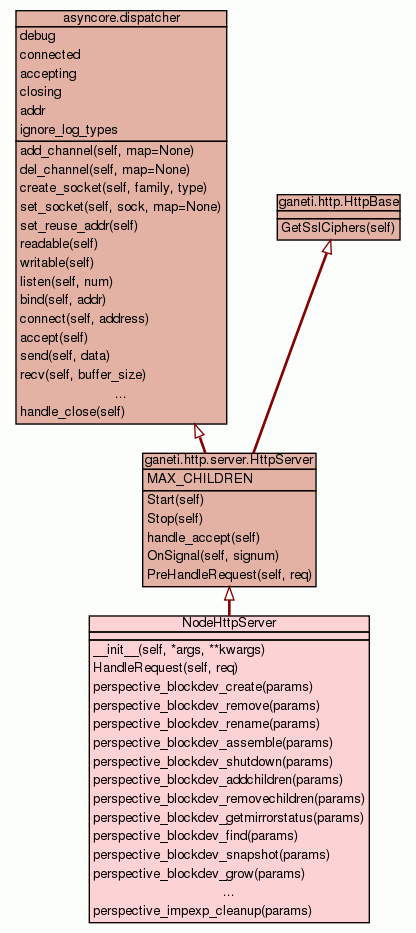 asyncore.dispatcher
debug
connected
accepting
closing
addr
ignore_log_types
add_channel(self, map=None)
del_channel(self, map=None)
create_socket(self, family, type)
set_socket(self, sock, map=None)
set_reuse_addr(self)
readable(self)
writable(self)
listen(self, num)
bind(self, addr)
connect(self, address)
accept(self)
send(self, data)
recv(self, buffer_size)
...
handle_close(self)
ganeti.http.HttpBase
GetSslCiphers(self)
ganeti.http.server.HttpServer
MAX_CHILDREN
Start(self)
Stop(self)
handle_accept(self)
OnSignal(self, signum)
PreHandleRequest(self, req)
NodeHttpServer
__init__(self, *args, **kwargs)
HandleRequest(self, req)
perspective_blockdev_create(params)
perspective_blockdev_remove(params)
perspective_blockdev_rename(params)
perspective_blockdev_assemble(params)
perspective_blockdev_shutdown(params)
perspective_blockdev_addchildren(params)
perspective_blockdev_removechildren(params)
perspective_blockdev_getmirrorstatus(params)
perspective_blockdev_find(params)
perspective_blockdev_snapshot(params)
perspective_blockdev_grow(params)
...
perspective_impexp_cleanup(params)